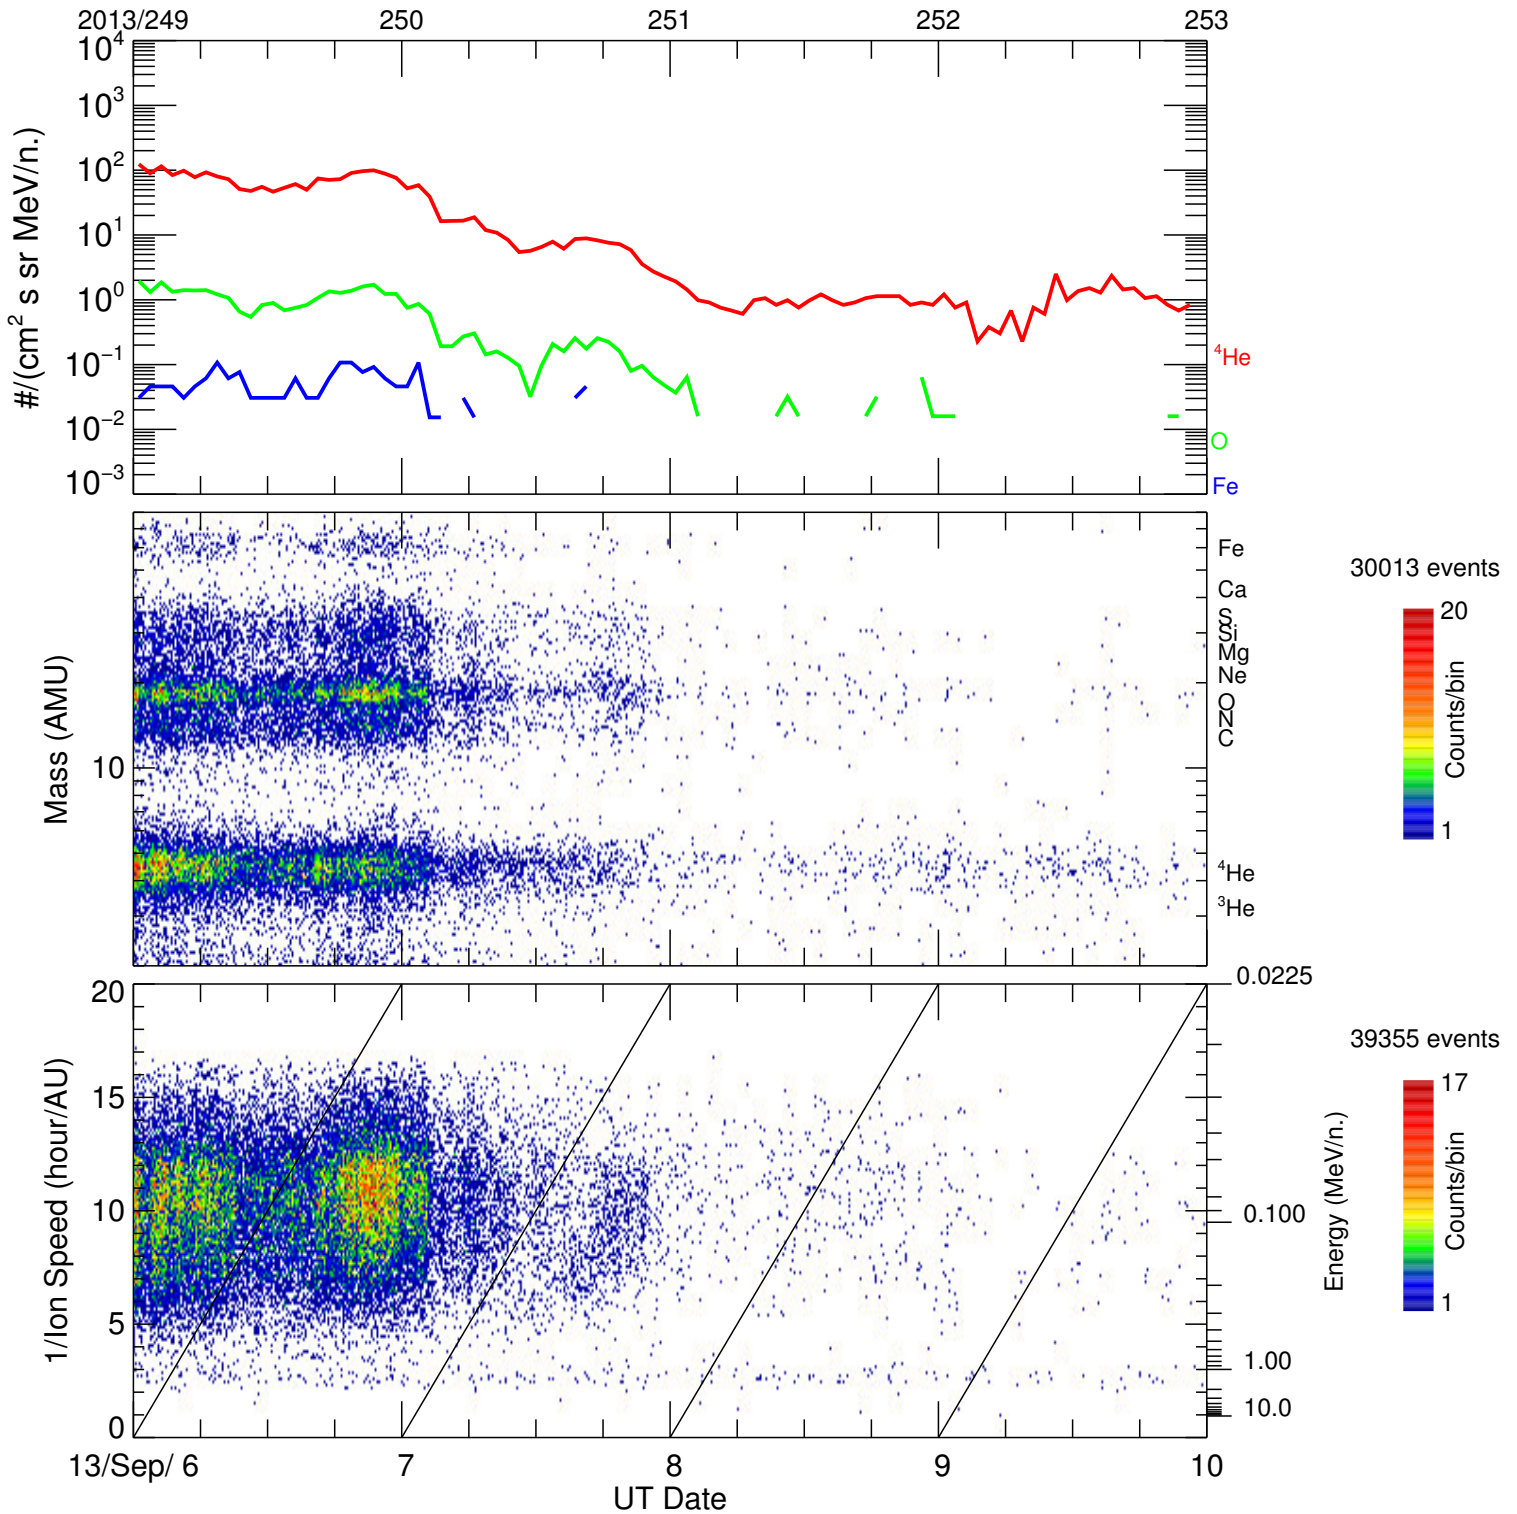 2013/249 250 251 252 253
10^4
10^3
10^2
10^1
10^0
10^−1
10^−2
10^−3
#/(cm^2 s sr MeV/n.)
^4He
O
Fe
Mass (AMU)
10
Fe
Ca
S
Si
Mg
Ne
O
N
C
^4He
^3He
30013 events
20
Counts/bin
1
1/Ion Speed (hour/AU)
20
15
10
5
0
0.0225
0.100
1.00
10.0
Energy (MeV/n.)
39355 events
17
Counts/bin
1
13/Sep/ 6 7 8 9 10
UT Date